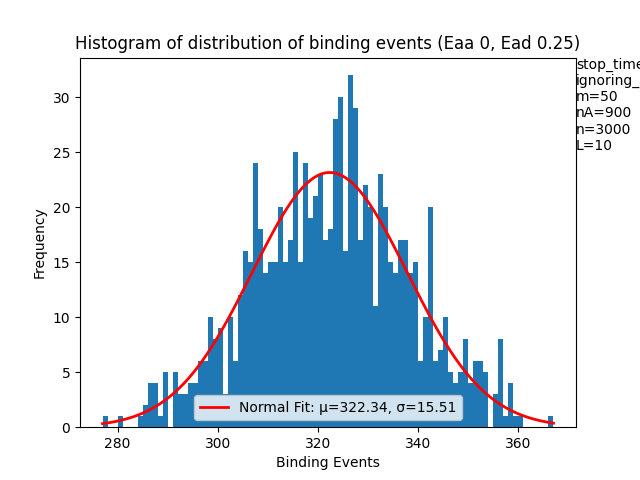 Histogram of distribution of binding events (Eaa 0, Ead 0.25)
stop_time
ignoring_
m=50
nA=900
n=3000
L=10
Frequency
30
25
20
15
10
5
0
Normal Fit: μ=322.34, σ=15.51
280 300 320 340 360
Binding Events